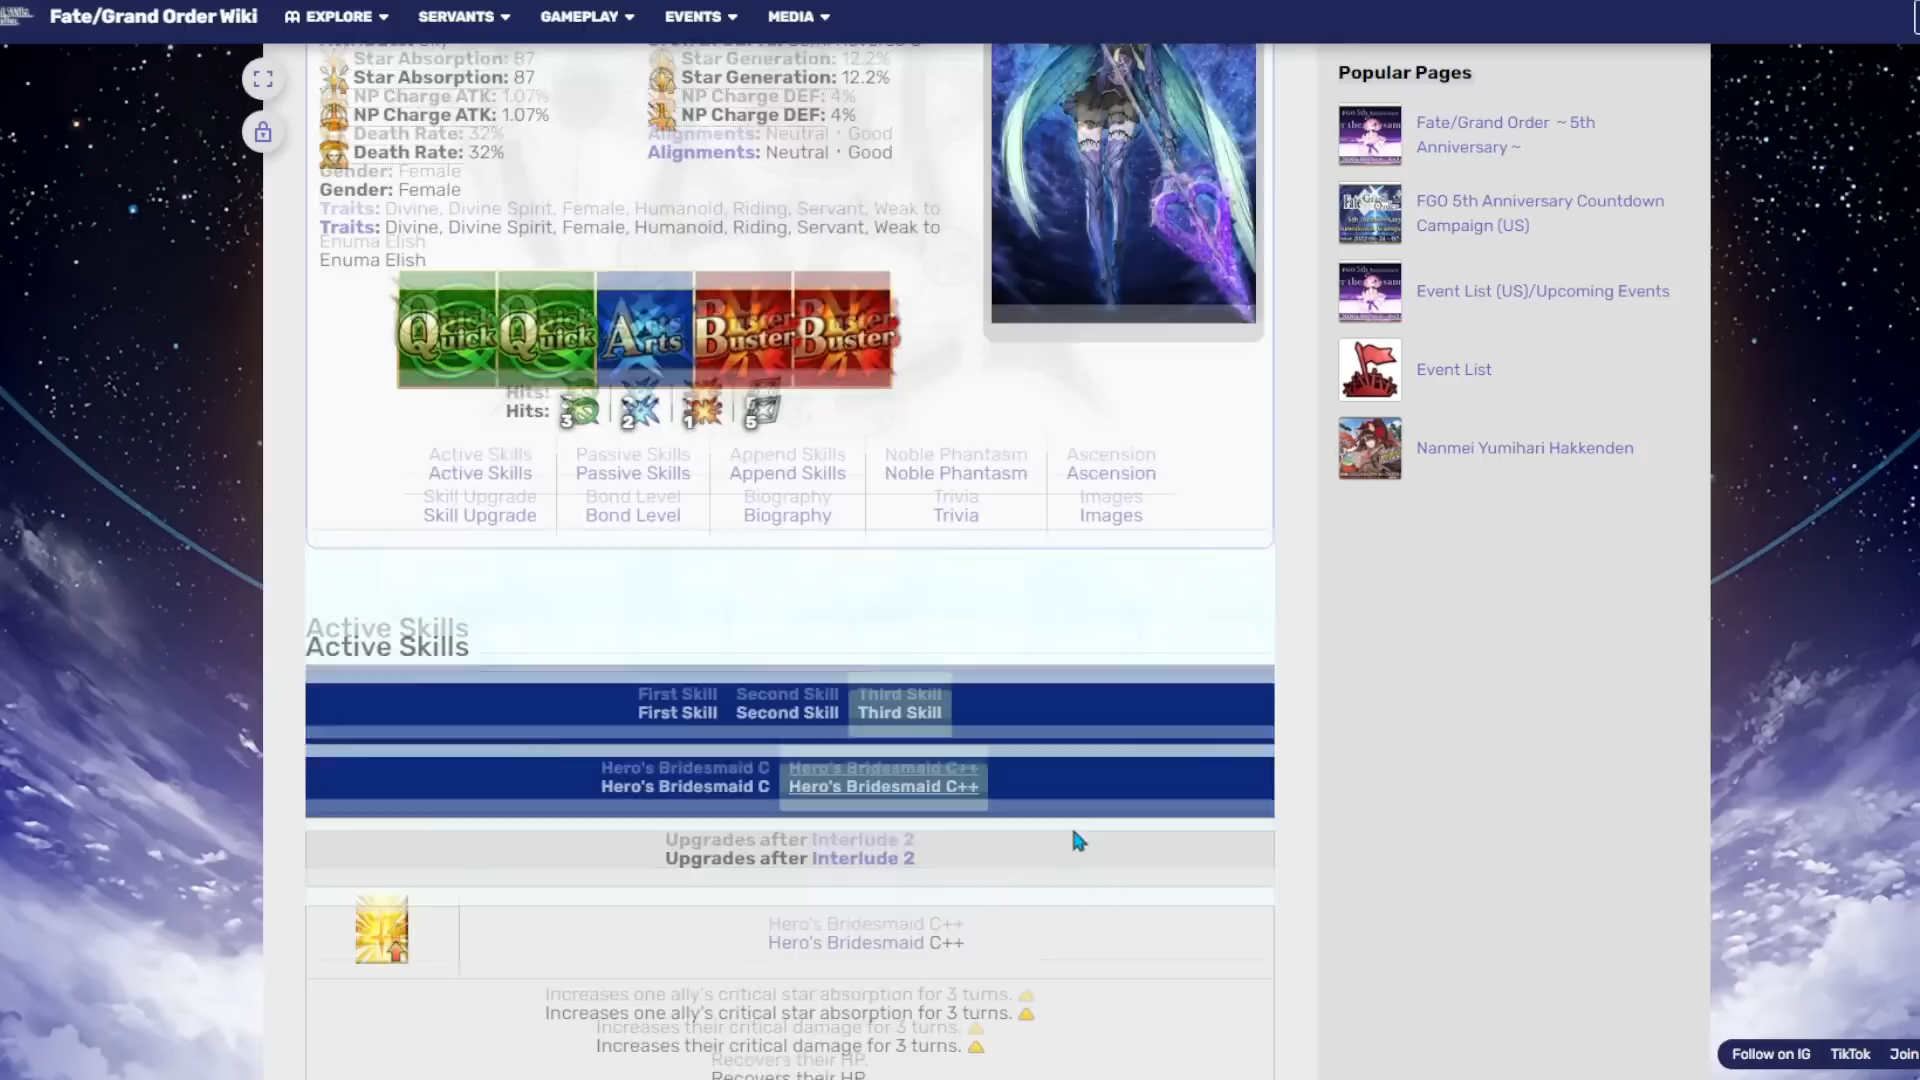 Fate/Grand Order Wiki
EXPLORE
SERVANTS
GAMEPLAY
EVENTS
MEDIA
Star Absorption: 87
Star Generation: 12.2%
NP Charge ATK: 1.07%
NP Charge DEF: 4%
Death Rate: 32%
Alignments: Neutral · Good
Gender: Female
Traits: Divine, Divine Spirit, Female, Humanoid, Riding, Servant, Weak to
Enuma Elish
Quick
Quick
Arts
Buster
Buster
Hits: 3 2 1 5
Active Skills
Passive Skills
Append Skills
Noble Phantasm
Ascension
Skill Upgrade
Bond Level
Biography
Trivia
Images
Active Skills
First Skill
Second Skill
Third Skill
Hero's Bridesmaid C
Hero's Bridesmaid C++
Upgrades after Interlude 2
Hero's Bridesmaid C++
Increases one ally's critical star absorption for 3 turns.
Increases their critical damage for 3 turns.
Recovers their HP.
Popular Pages
Fate/Grand Order ~ 5th
Anniversary ~
FGO 5th Anniversary Countdown
Campaign (US)
Event List (US)/Upcoming Events
Event List
Nanmei Yumihari Hakkenden
Follow on IG
TikTok
Join